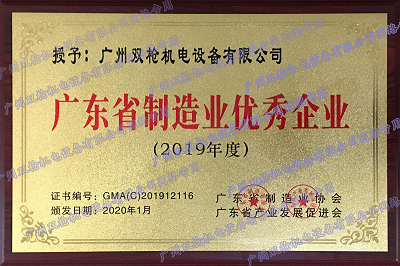 授予：广州双枪机电设备有限公司
广东省制造业优秀企业
(2019年度)
证书编号：GMA(C)201912116
颁发日期：2020年1月
广东省制造业协会
广东省产业发展促进会